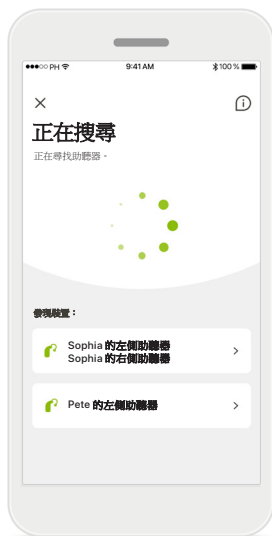 PH
9:41 AM
100 %
正在搜尋
正在尋找助聽器。
發現裝置：
Sophia 的左側助聽器
Sophia 的右側助聽器
Pete 的左側助聽器